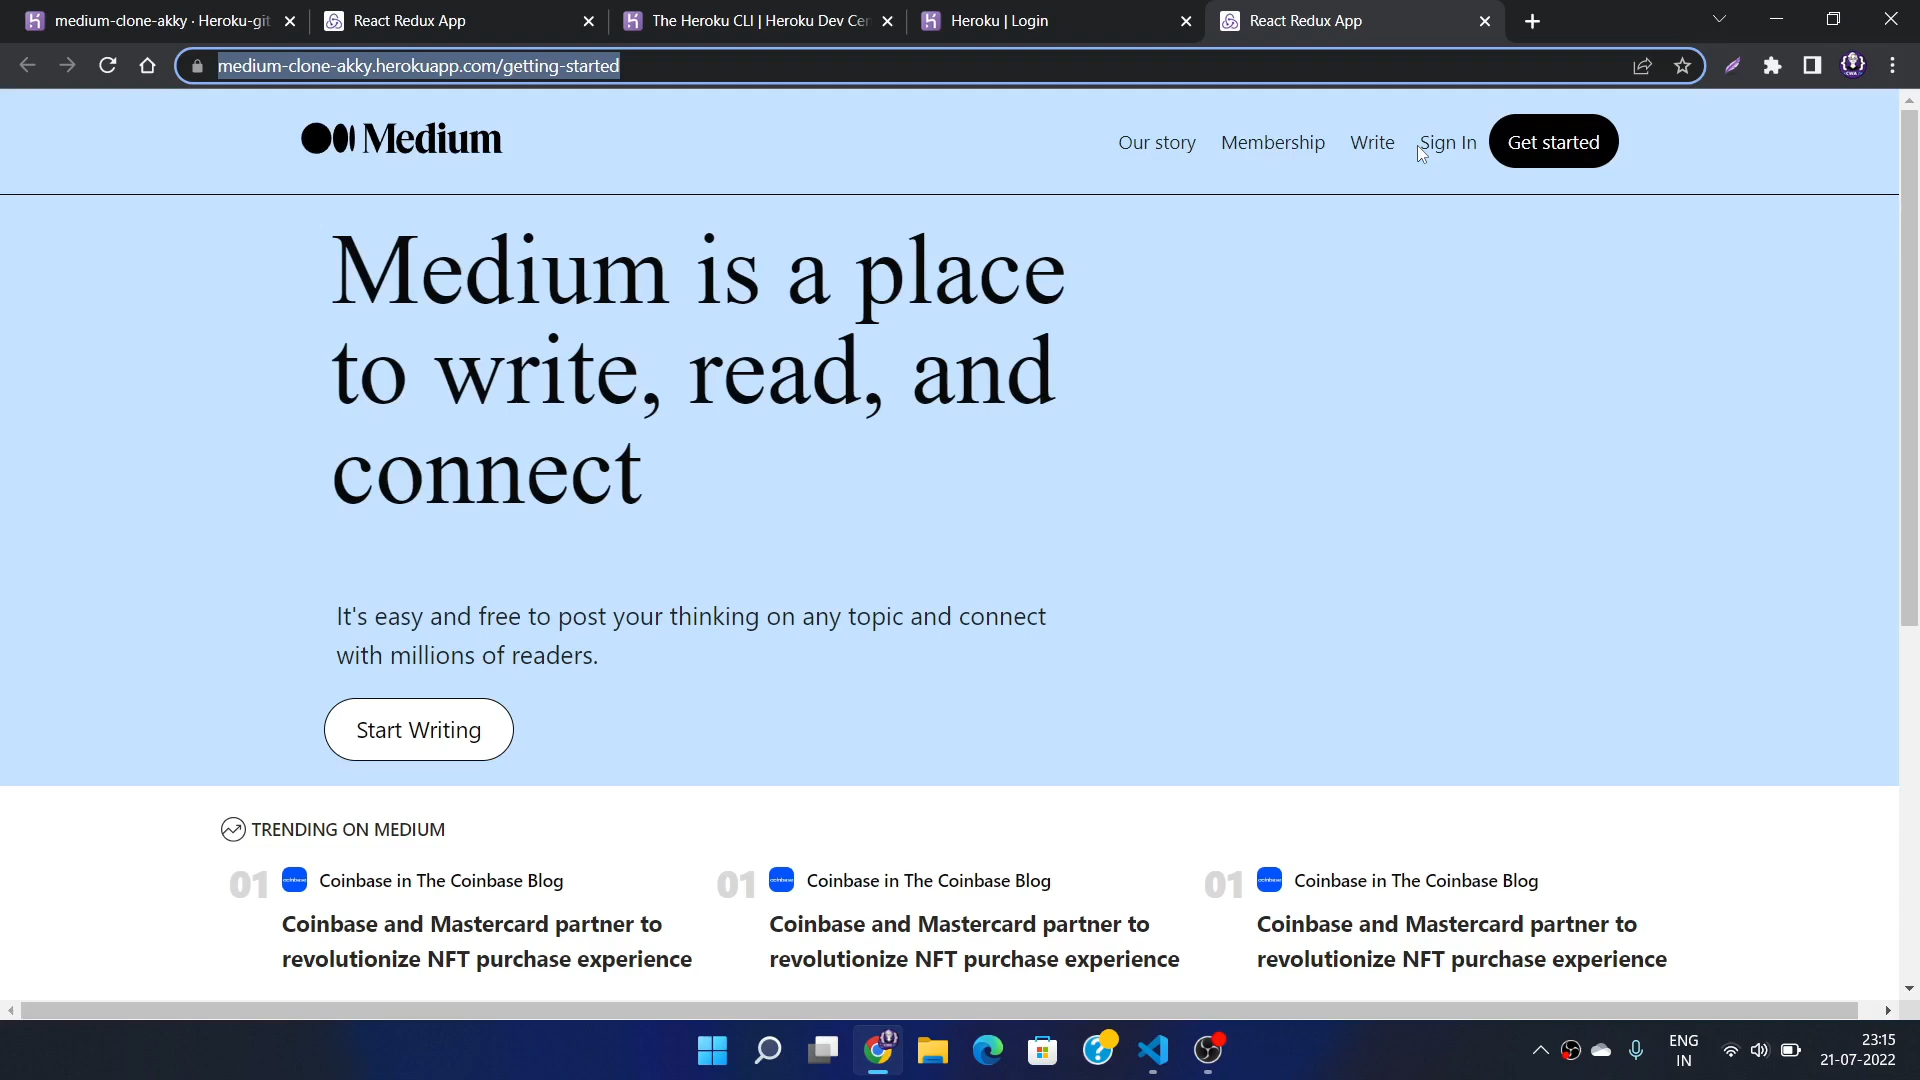 medium-clone-akky · Heroku-git
React Redux App
The Heroku CLI | Heroku Dev Cen
Heroku | Login
React Redux App
medium-clone-akky.herokuapp.com/getting-started
Medium
Our story
Membership
Write
Sign In
Get started
Medium is a place
to write, read, and
connect
It's easy and free to post your thinking on any topic and connect
with millions of readers.
Start Writing
TRENDING ON MEDIUM
01
Coinbase in The Coinbase Blog
Coinbase and Mastercard partner to
revolutionize NFT purchase experience
01
Coinbase in The Coinbase Blog
Coinbase and Mastercard partner to
revolutionize NFT purchase experience
01
Coinbase in The Coinbase Blog
Coinbase and Mastercard partner to
revolutionize NFT purchase experience
ENG
IN
23:15
21-07-2022